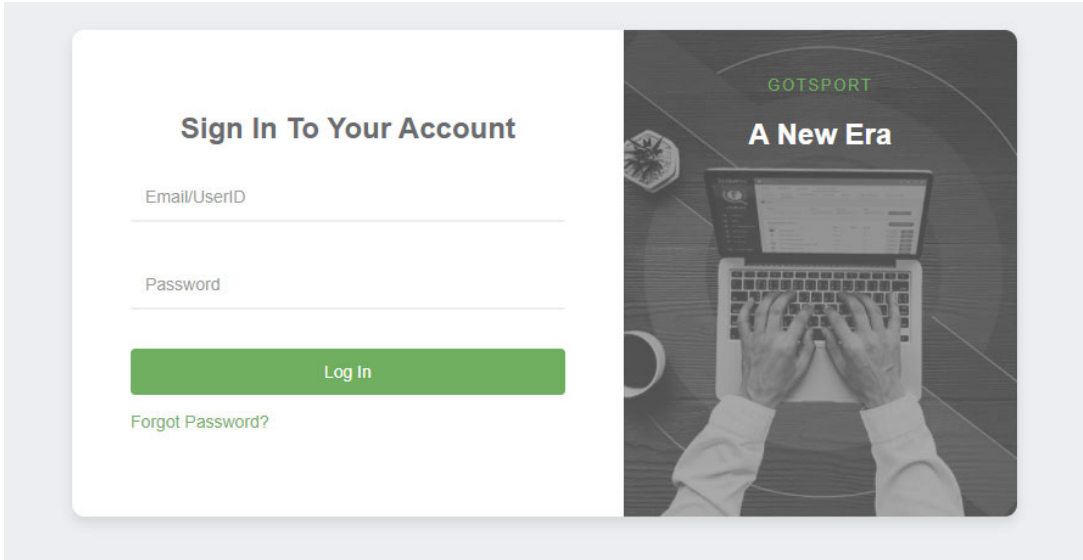 Sign In To Your Account
Email/UserID
Password
Log In
Forgot Password?
GOTSPORT
A New Era